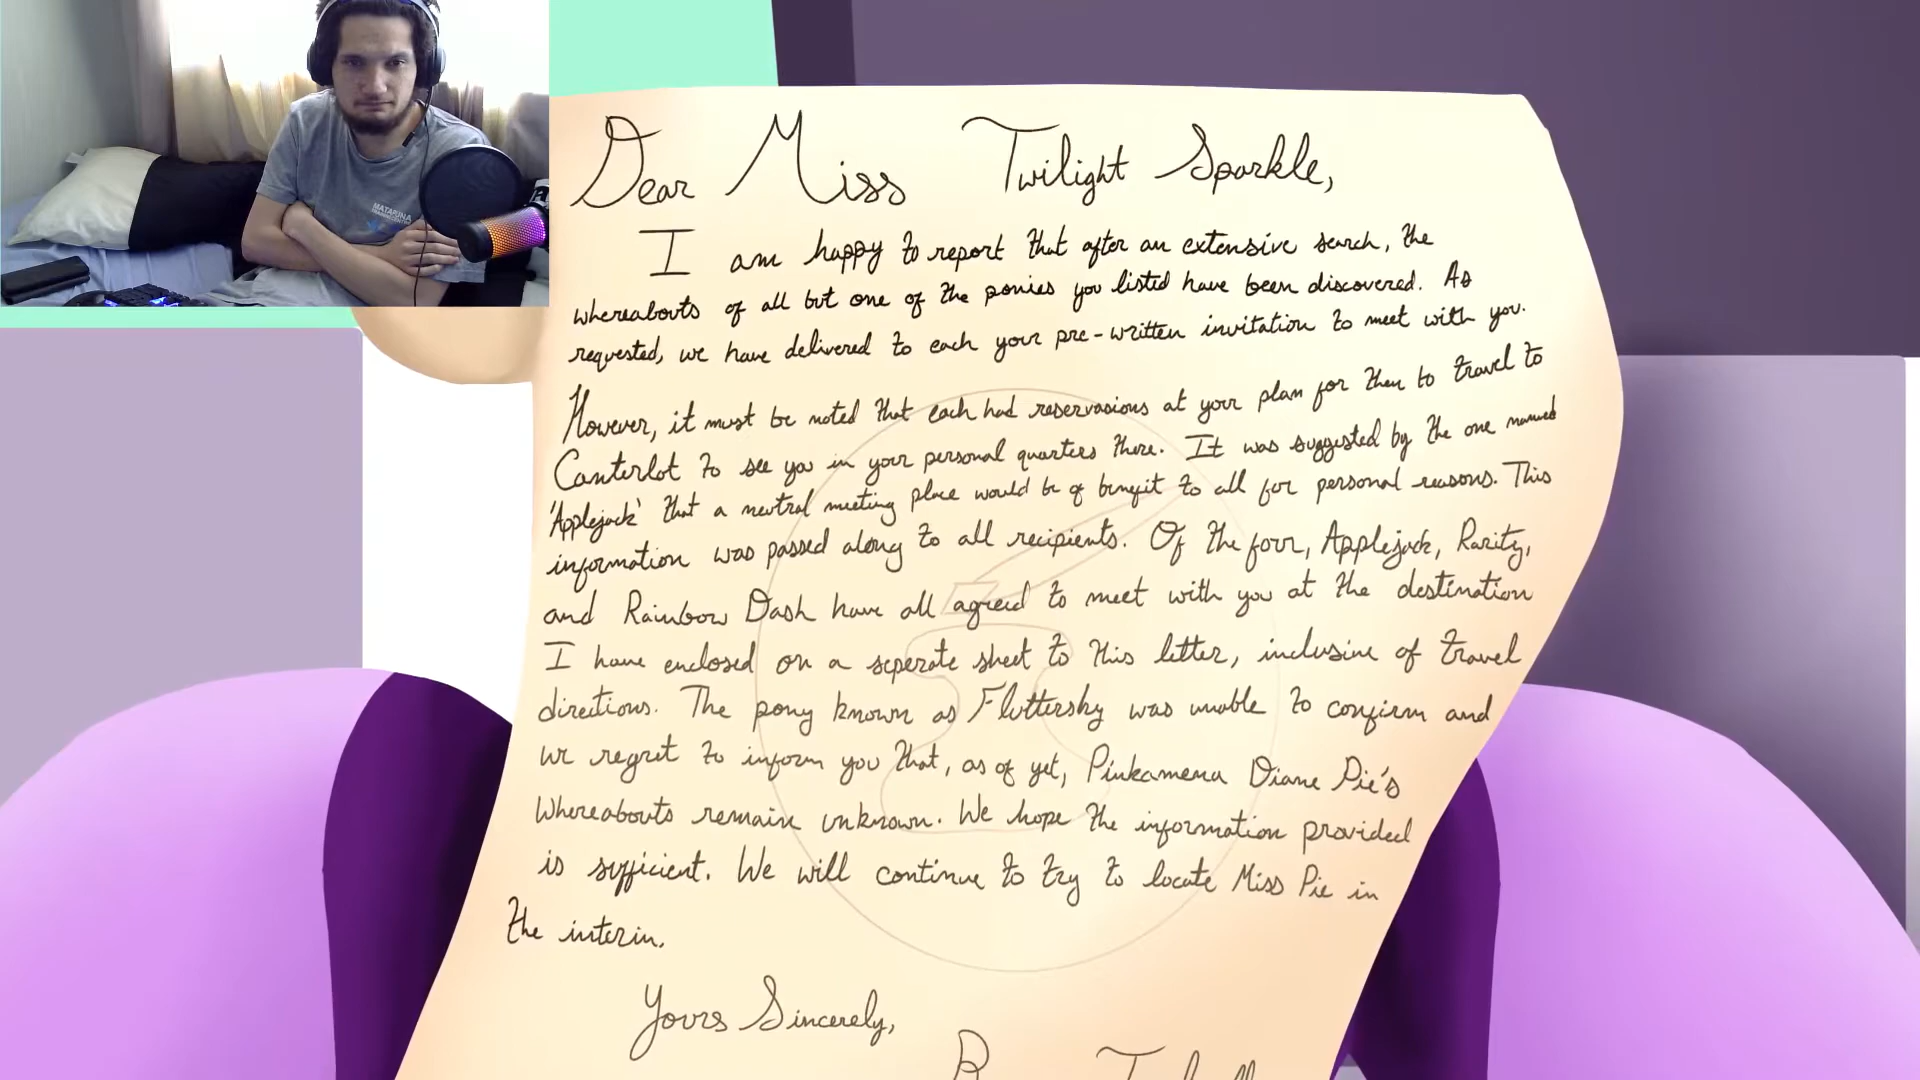 MATAPUNA
Dear Miss Twilight Sparkle,
I am happy to report that after an extensive search, the
whereabouts of all but one of the ponies you listed have been discovered. As
requested, we have delivered to each your pre-written invitation to meet with you.
However, it must be noted that each had reservasions at your plan for them to travel to
Canterlot to see you in your personal quarters there. It was suggested by the one named
'Applejack' that a neutral meeting place would be of benefit to all for personal reasons. This
information was passed along to all recipients. Of the four, Applejack, Rarity,
and Rainbow Dash have all agreed to meet with you at the destination
I have enclosed on a seperate sheet to this letter, inclusive of travel
directions. The pony known as Fluttershy was unable to confirm and
we regret to inform you that, as of yet, Pinkamena Diane Pie's
whereabouts remain unknown. We hope the information provided
is sufficient. We will continue to try to locate Miss Pie in
the interim.
Yours Sincerely,